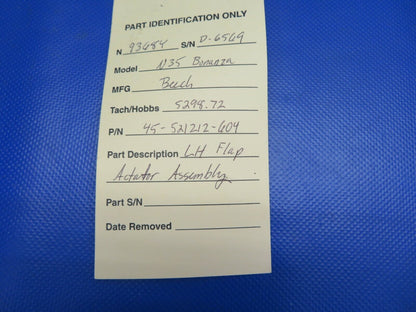 PART IDENTIFICATION ONLY
N 9368Y S/N D-6569
Model N35 Bonanza
MFG Beech
Tach/Hobbs 5298.72
P/N 45-521212-604
Part Description LH Flap
Actuator Assembly
Part S/N
Date Removed